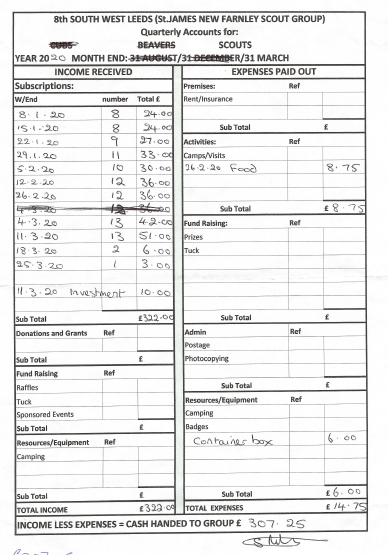 8th SOUTH WEST LEEDS (St.JAMES NEW FARNLEY SCOUT GROUP)
Quarterly Accounts for:
CUBS BEAVERS SCOUTS
YEAR 2020 MONTH END: 31 AUGUST/31 DECEMBER/31 MARCH
INCOME RECEIVED
Subscriptions:
W/End number Total £
8.1.20 8 24.00
15.1.20 8 24.00
22.1.20 9 27.00
29.1.20 11 33.00
5.2.20 10 30.00
12.2.20 12 36.00
26.2.20 12 36.00
4.3.20 12 36.00
4.3.20 13 42.00
11.3.20 13 51.00
18.3.20 2 6.00
25.3.20 1 3.00
11.3.20 Investment 10.00
Sub Total £322.00
Donations and Grants Ref
Sub Total £
Fund Raising
Raffles
Tuck
Sponsored Events
Sub Total £
Resources/Equipment Ref
Camping
Sub Total £
TOTAL INCOME £322.00
EXPENSES PAID OUT
Premises: Ref
Rent/Insurance
Sub Total £
Activities: Ref
Camps/Visits
26.2.20 Food 8.75
Sub Total £ 8.75
Fund Raising: Ref
Prizes
Tuck
Sub Total £
Admin Ref
Postage
Photocopying
Sub Total £
Resources/Equipment Ref
Camping
Badges
Container box 6.00
Sub Total £6.00
TOTAL EXPENSES £14.75
INCOME LESS EXPENSES = CASH HANDED TO GROUP £ 307.25